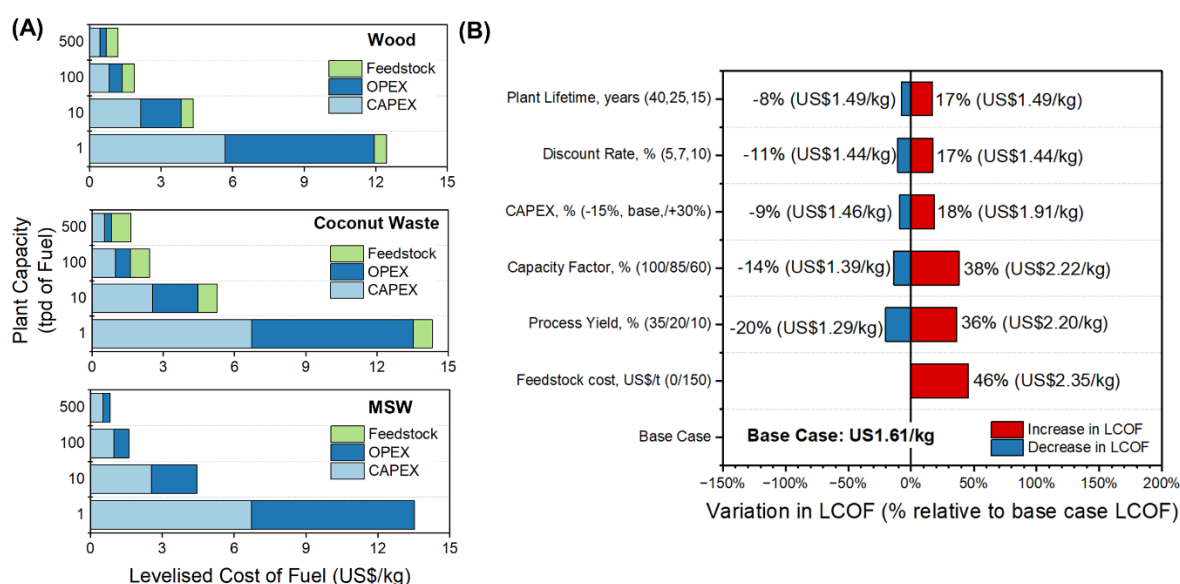 (A)
Wood
500
100
10
1
Feedstock
OPEX
CAPEX
0 3 6 9 12 15
Coconut Waste
500
100
10
1
Feedstock
OPEX
CAPEX
0 3 6 9 12 15
MSW
500
100
10
1
Feedstock
OPEX
CAPEX
0 3 6 9 12 15
Plant Capacity
(tpd of Fuel)
Levelised Cost of Fuel (US$/kg)
(B)
Plant Lifetime, years (40,25,15) -8% (US$1.49/kg) 17% (US$1.49/kg)
Discount Rate, % (5,7,10) -11% (US$1.44/kg) 17% (US$1.44/kg)
CAPEX, % (-15%, base,/+30%) -9% (US$1.46/kg) 18% (US$1.91/kg)
Capacity Factor, % (100/85/60) -14% (US$1.39/kg) 38% (US$2.22/kg)
Process Yield, % (35/20/10) -20% (US$1.29/kg) 36% (US$2.20/kg)
Feedstock cost, US$/t (0/150) 46% (US$2.35/kg)
Base Case Base Case: US1.61/kg
Increase in LCOF
Decrease in LCOF
−150% −100% −50% 0% 50% 100% 150% 200%
Variation in LCOF (% relative to base case LCOF)